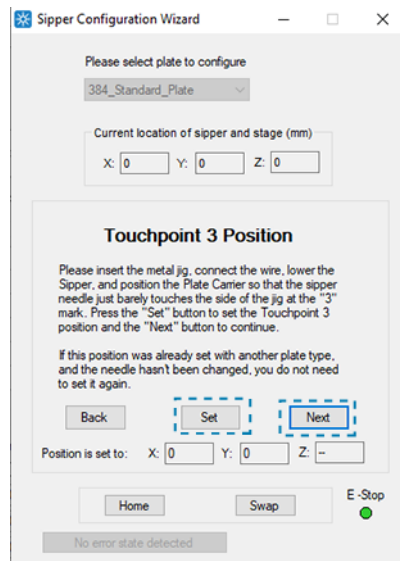 Sipper Configuration Wizard
Please select plate to configure
384_Standard_Plate
Current location of sipper and stage (mm)
X: 0 Y: 0 Z: 0
Touchpoint 3 Position
Please insert the metal jig, connect the wire, lower the
Sipper, and position the Plate Carrier so that the sipper
needle just barely touches the side of the jig at the "3"
mark. Press the "Set" button to set the Touchpoint 3
position and the "Next" button to continue.
If this position was already set with another plate type,
and the needle hasn't been changed, you do not need
to set it again.
Back Set Next
Position is set to: X: 0 Y: 0 Z: --
Home Swap E -Stop
No error state detected